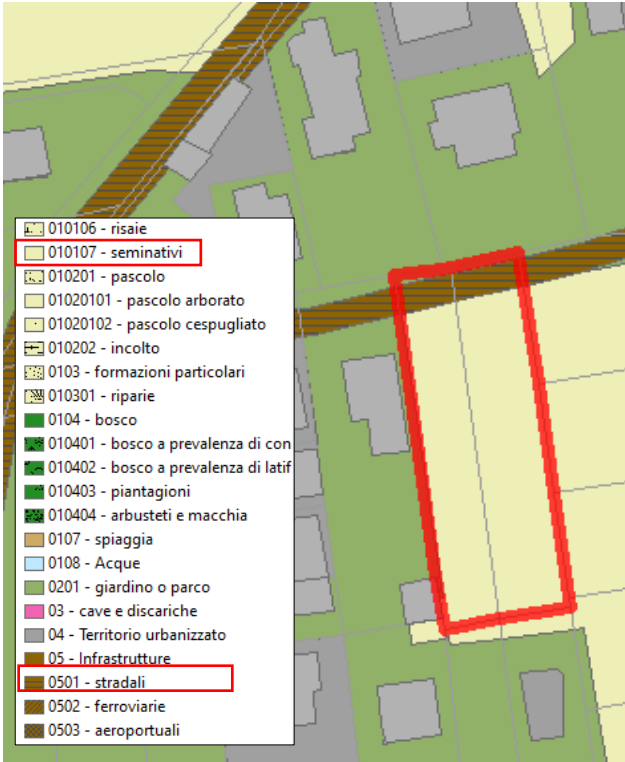 010106 - risaie
010107 - seminativi
010201 - pascolo
01020101 - pascolo arborato
01020102 - pascolo cespugliato
010202 - incolto
0103 - formazioni particolari
010301 - riparie
0104 - bosco
010401 - bosco a prevalenza di con
010402 - bosco a prevalenza di latif
010403 - piantagioni
010404 - arbusteti e macchia
0107 - spiaggia
0108 - Acque
0201 - giardino o parco
03 - cave e discariche
04 - Territorio urbanizzato
05 - Infrastrutture
0501 - stradali
0502 - ferroviarie
0503 - aeroportuali